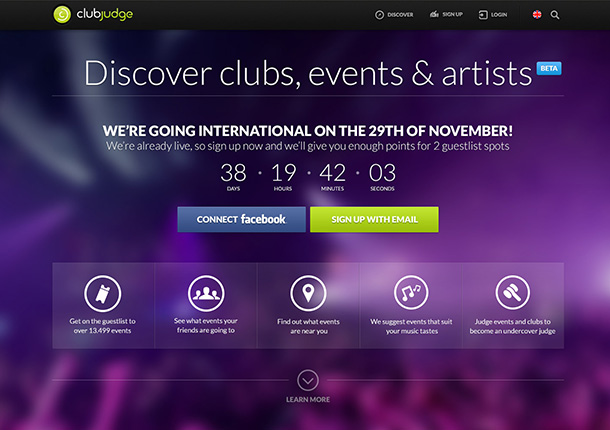 clubjudge
DISCOVER
SIGN UP
LOGIN
Discover clubs, events & artists
BETA
WE'RE GOING INTERNATIONAL ON THE 29TH OF NOVEMBER!
We're already live, so sign up now and we'll give you enough points for 2 guestlist spots
38 · 19 · 42 · 03
DAYS HOURS MINUTES SECONDS
CONNECT facebook
SIGN UP WITH EMAIL
Get on the guestlist to
over 13.499 events
See what events your
friends are going to
Find out what events
are near you
We suggest events that suit
your music tastes
Judge events and clubs to
become an undercover judge
LEARN MORE